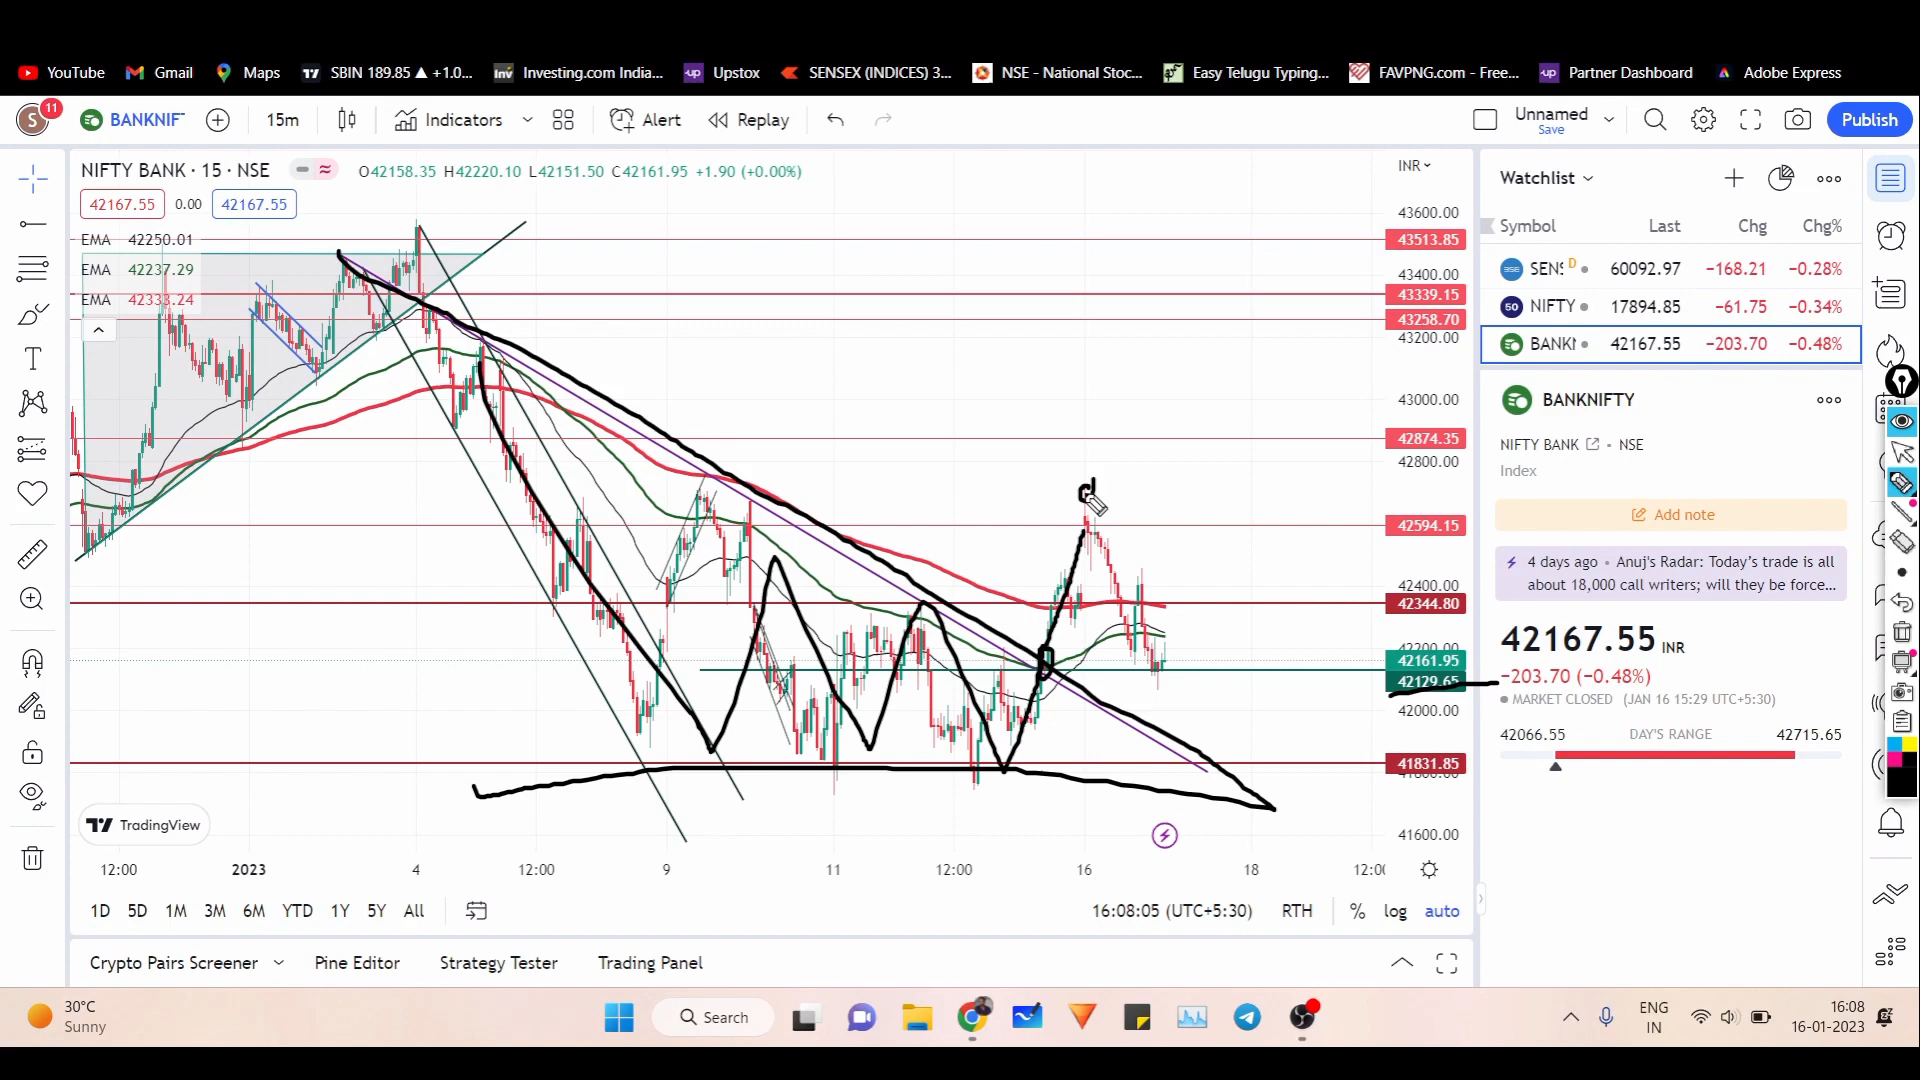 YouTube Gmail Maps SBIN 189.85 ▲ +1.0... Investing.com India... Upstox SENSEX (INDICES) 3... NSE - National Stoc... Easy Telugu Typing... FAVPNG.com - Free... Partner Dashboard Adobe Express
S 11 BANKNIFT 15m Indicators Alert Replay Unnamed Save Publish
NIFTY BANK · 15 · NSE O42158.35 H42220.10 L42151.50 C42161.95 +1.90 (+0.00%)
42167.55 0.00 42167.55
EMA 42250.01
EMA 42237.29
EMA 42333.24
INR
43600.00
43513.85
43400.00
43339.15
43258.70
43200.00
43000.00
42874.35
42800.00
42594.15
42400.00
42344.80
42200.00
42161.95
42129.65
42000.00
41831.85
41800.00
41600.00
TradingView
12:00 2023 4 12:00 9 11 12:00 16 18 12:00
1D 5D 1M 3M 6M YTD 1Y 5Y All 16:08:05 (UTC+5:30) RTH % log auto
Crypto Pairs Screener Pine Editor Strategy Tester Trading Panel
Watchlist
Symbol Last Chg Chg%
SENS D 60092.97 −168.21 −0.28%
50 NIFTY 17894.85 −61.75 −0.34%
BANKN 42167.55 −203.70 −0.48%
BANKNIFTY
NIFTY BANK • NSE
Index
Add note
4 days ago • Anuj's Radar: Today's trade is all
about 18,000 call writers; will they be force...
42167.55 INR
−203.70 (−0.48%)
MARKET CLOSED (JAN 16 15:29 UTC+5:30)
42066.55 DAY'S RANGE 42715.65
30°C
Sunny
Search
ENG
IN
16:08
16-01-2023